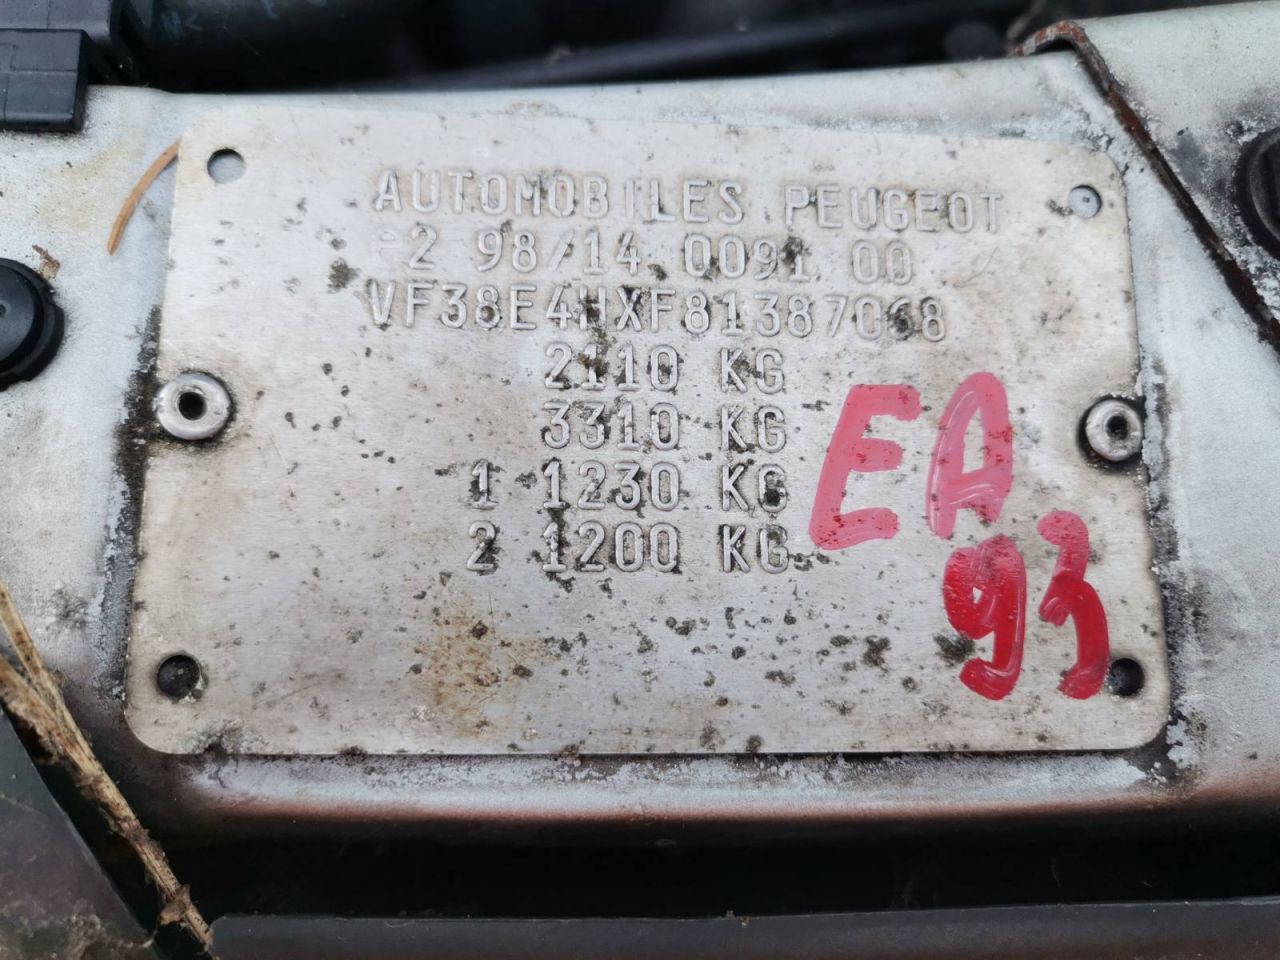 AUTOMOBILES PEUGEOT
e2 98/14 0091 00
VF38E4HXF81387068
2110 KG
3310 KG
1 1230 KG
2 1200 KG
EA
93